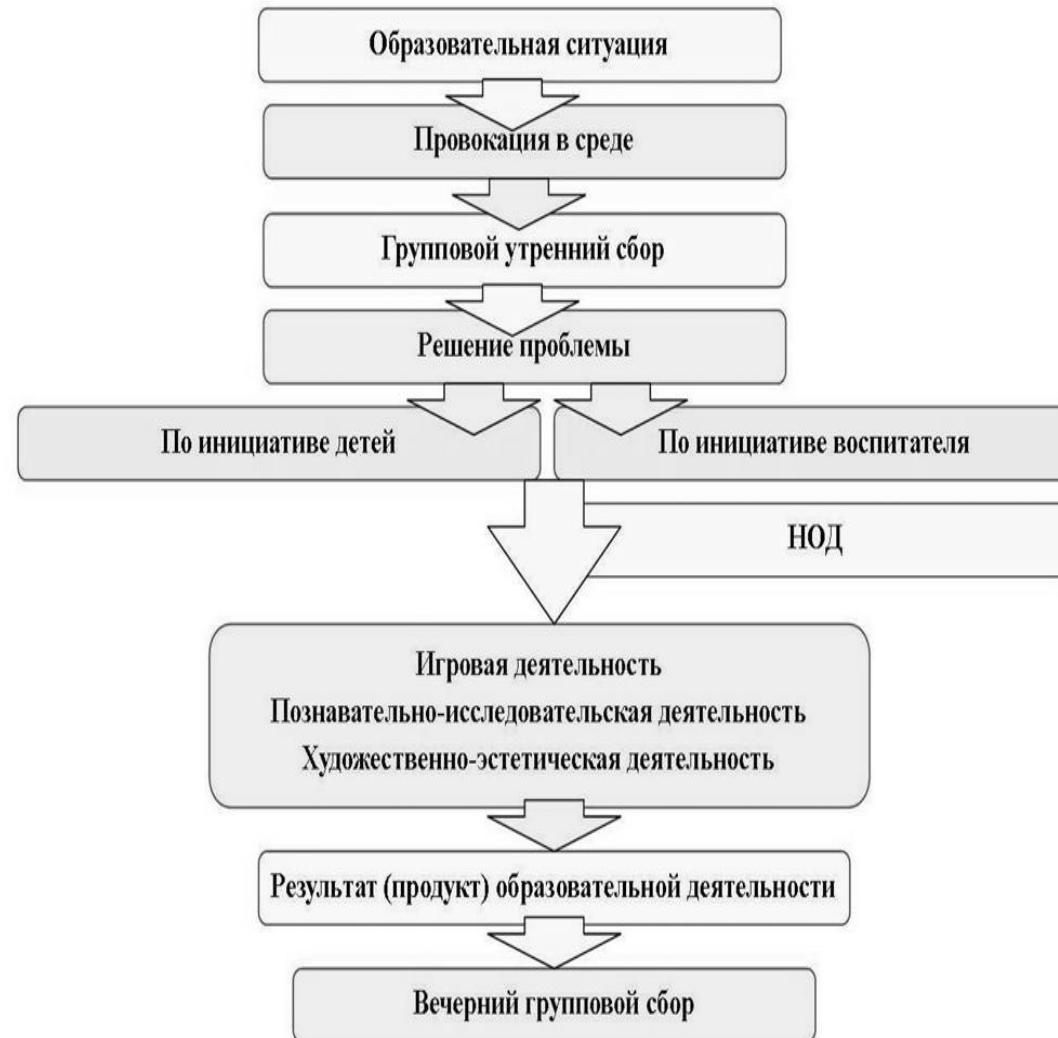 Образовательная ситуация
Провокация в среде
Групповой утренний сбор
Решение проблемы
По инициативе детей
По инициативе воспитателя
НОД
Игровая деятельность
Познавательно-исследовательская деятельность
Художественно-эстетическая деятельность
Результат (продукт) образовательной деятельности
Вечерний групповой сбор